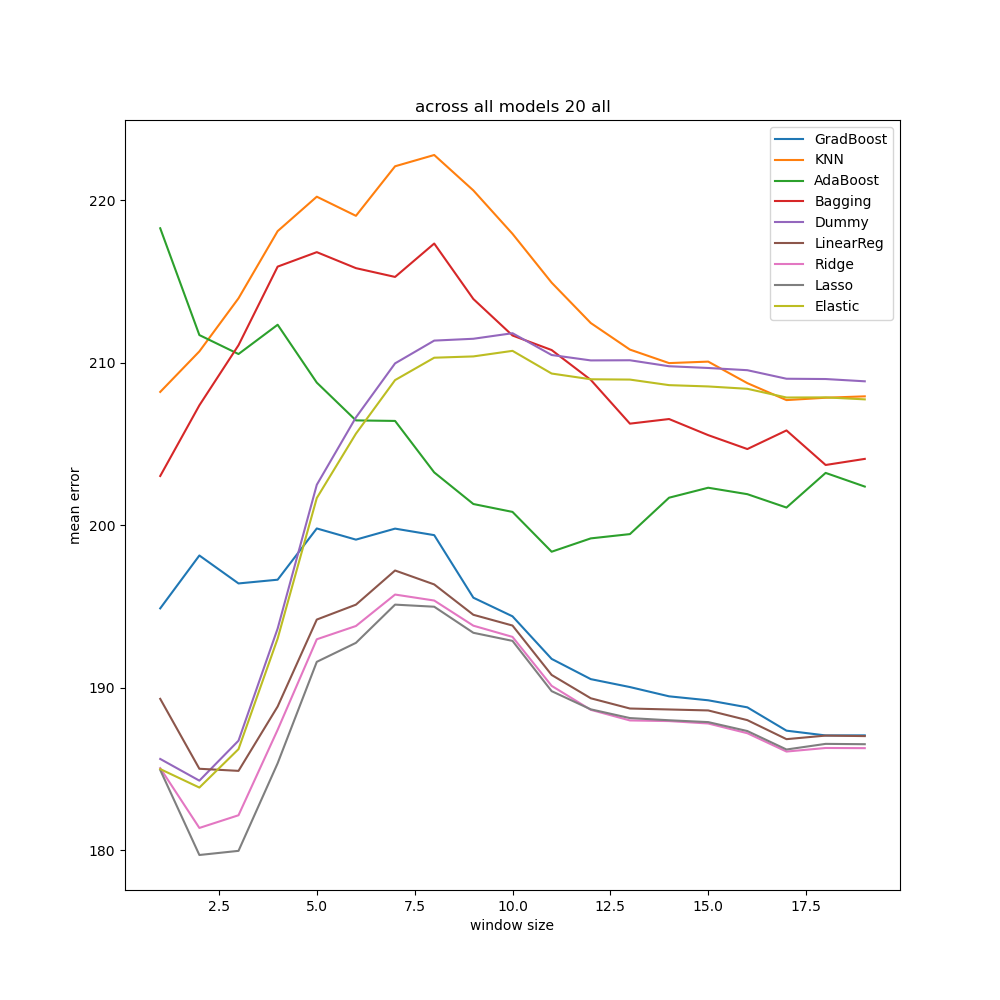 across all models 20 all
GradBoost
KNN
AdaBoost
Bagging
Dummy
LinearReg
Ridge
Lasso
Elastic
220
210
200
190
180
mean error
2.5 5.0 7.5 10.0 12.5 15.0 17.5
window size